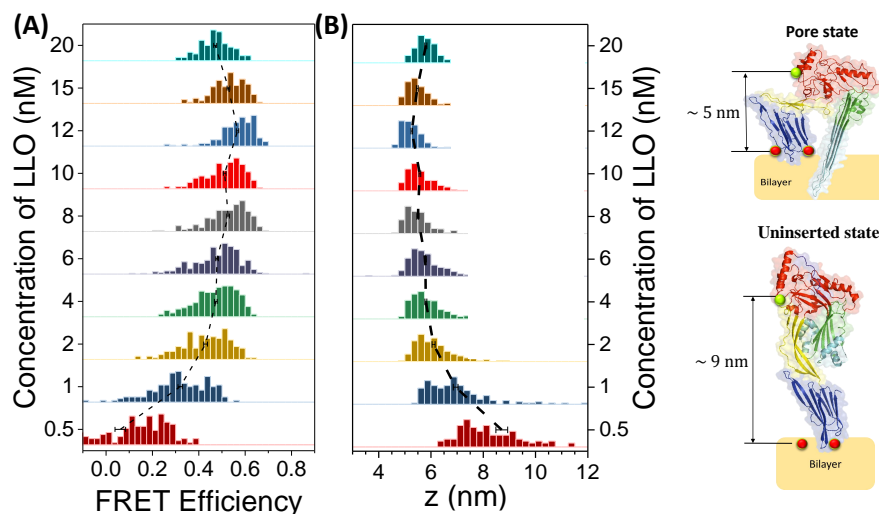 (A)
(B)
Concentration of LLO (nM)
20
15
12
10
8
6
4
2
1
0.5
0.0 0.2 0.4 0.6 0.8
FRET Efficiency
20
15
12
10
8
6
4
2
1
0.5
Concentration of LLO (nM)
4 6 8 10 12
z (nm)
Pore state
~ 5 nm
Bilayer
Uninserted state
~ 9 nm
Bilayer